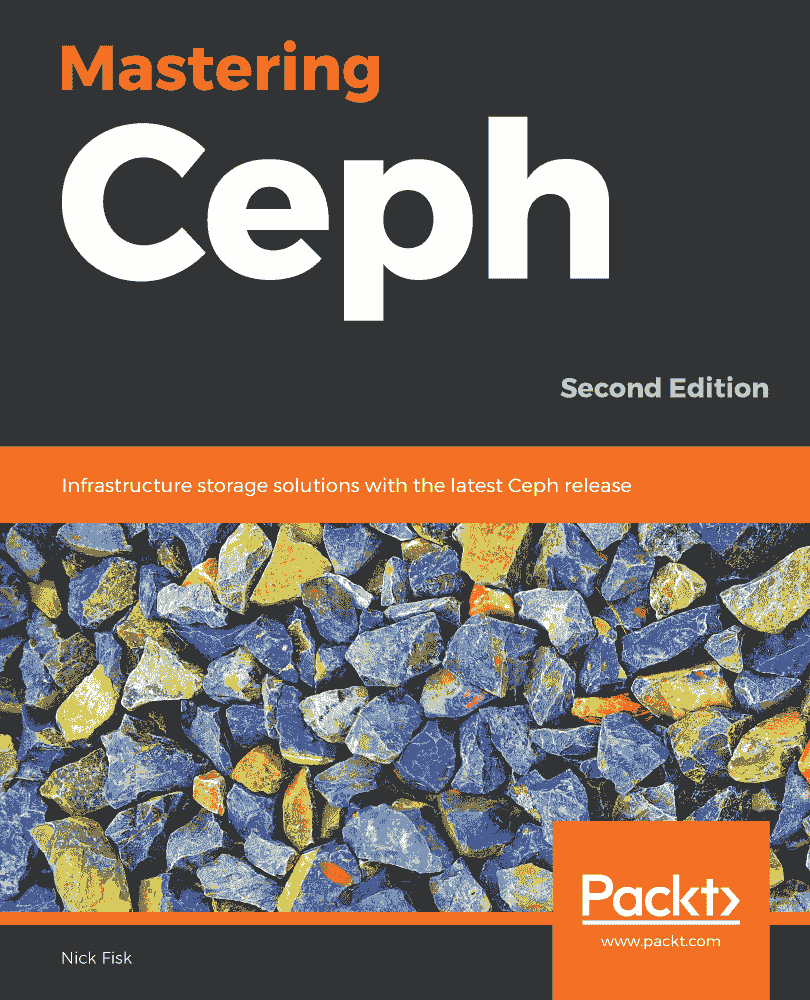 Mastering
Ceph
Second Edition
Infrastructure storage solutions with the latest Ceph release
Packt>
www.packt.com
Nick Fisk